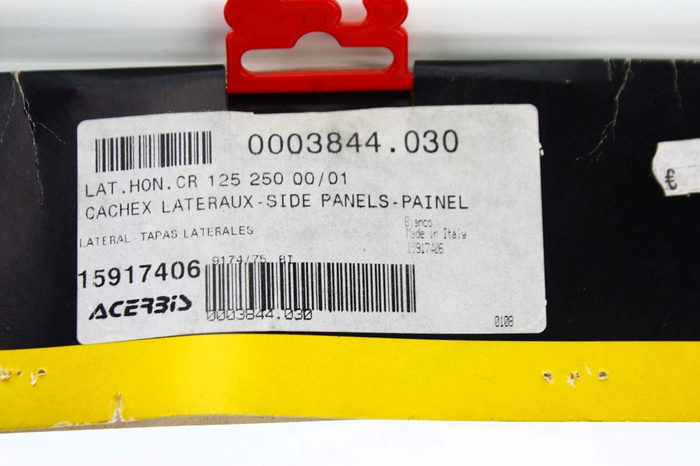 0003844.030
LAT.HON.CR 125 250 00/01
CACHEX LATERAUX-SIDE PANELS-PAINEL
LATERAL-TAPAS LATERALES
Bianco
Made in Italy
15917406
15917406
9174/75 BI
ACERBIS
0003844.030
0108
€